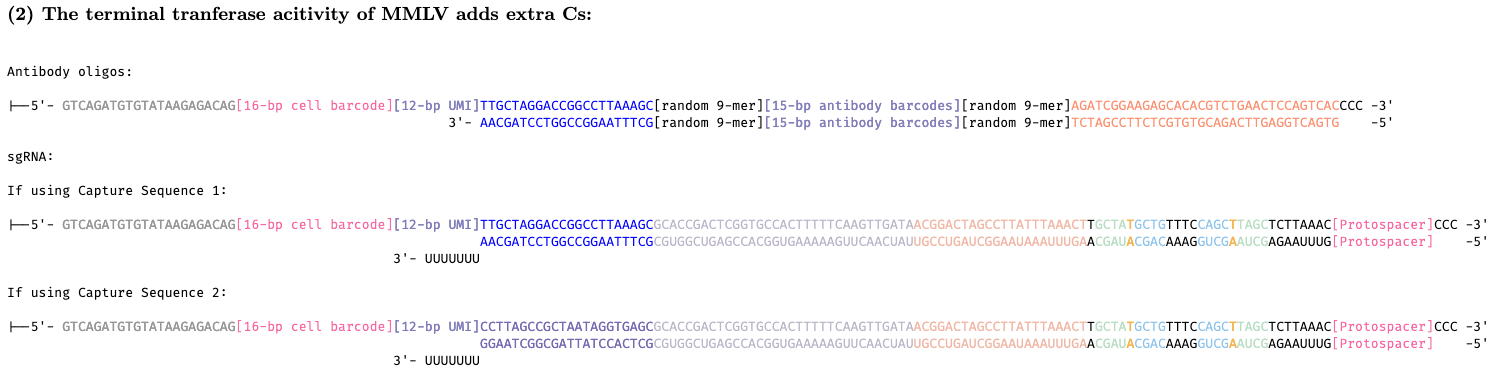 (2) The terminal tranferase acitivity of MMLV adds extra Cs:
Antibody oligos:
|--5'- GTCAGATGTGTATAAGAGACAG[16-bp cell barcode][12-bp UMI]TTGCTAGGACCGGCCTTAAAGC[random 9-mer][15-bp antibody barcodes][random 9-mer]AGATCGGAAGAGCACACGTCTGAACTCCAGTCACCCC -3'
3'- AACGATCCTGGCCGGAATTTCG[random 9-mer][15-bp antibody barcodes][random 9-mer]TCTAGCCTTCTCGTGTGCAGACTTGAGGTCAGTG -5'
sgRNA:
If using Capture Sequence 1:
|--5'- GTCAGATGTGTATAAGAGACAG[16-bp cell barcode][12-bp UMI]TTGCTAGGACCGGCCTTAAAGCGCACCGACTCGGTGCCACTTTTTCAAGTTGATAACGGACTAGCCTTATTTAAACTTGCTATGCTGTTTCCAGCTTAGCTCTTAAAC[Protospacer]CCC -3'
AACGATCCTGGCCGGAATTTCGCGUGGCUGAGCCACGGUGAAAAAGUUCAACUAUUGCCUGAUCGGAAUAAAUUUGAACGAUACGACAAAGGUCGAAUCGAGAAUUUG[Protospacer] -5'
3'- UUUUUUU
If using Capture Sequence 2:
|--5'- GTCAGATGTGTATAAGAGACAG[16-bp cell barcode][12-bp UMI]CCTTAGCCGCTAATAGGTGAGCGCACCGACTCGGTGCCACTTTTTCAAGTTGATAACGGACTAGCCTTATTTAAACTTGCTATGCTGTTTCCAGCTTAGCTCTTAAAC[Protospacer]CCC -3'
GGAATCGGCGATTATCCACTCGCGUGGCUGAGCCACGGUGAAAAAGUUCAACUAUUGCCUGAUCGGAAUAAAUUUGAACGAUACGACAAAGGUCGAAUCGAGAAUUUG[Protospacer] -5'
3'- UUUUUUU